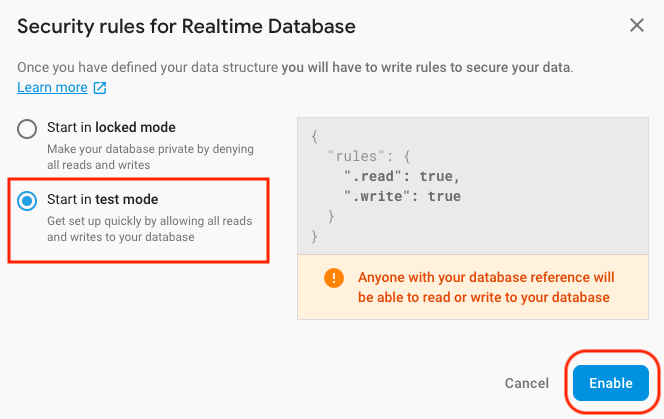 Security rules for Realtime Database
Once you have defined your data structure you will have to write rules to secure your data.
Learn more
Start in locked mode
Make your database private by denying
all reads and writes
Start in test mode
Get set up quickly by allowing all reads
and writes to your database
{
"rules": {
".read": true,
".write": true
}
}
Anyone with your database reference will
be able to read or write to your database
Cancel
Enable